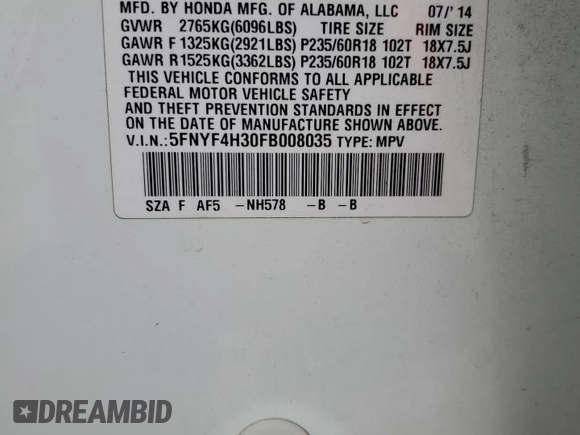 MFD. BY HONDA MFG. OF ALABAMA, LLC 07/'14
GVWR 2765KG(6096LBS) TIRE SIZE RIM SIZE
GAWR F 1325KG(2921LBS) P235/60R18 102T 18X7.5J
GAWR R1525KG(3362LBS) P235/60R18 102T 18X7.5J
THIS VEHICLE CONFORMS TO ALL APPLICABLE
FEDERAL MOTOR VEHICLE SAFETY
AND THEFT PREVENTION STANDARDS IN EFFECT
ON THE DATE OF MANUFACTURE SHOWN ABOVE.
V.I.N.:5FNYF4H30FB008035 TYPE: MPV
SZA F AF5 -NH578 -B -B
DREAMBID